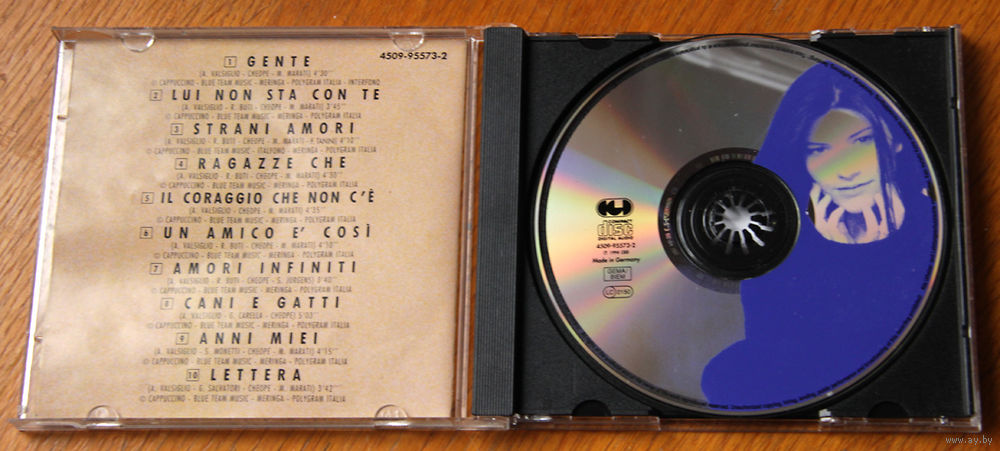 4509-95573-2
1 GENTE
(A. VALSIGLIO - CHEOPE - M. MARATI) 4'30''
© CAPPUCCINO - BLUE TEAM MUSIC - MERINGA - POLYGRAM ITALIA - INTERFONO
2 LUI NON STA CON TE
(A. VALSIGLIO - R. BUTI - CHEOPE - M. MARATI) 3'45''
© CAPPUCCINO - BLUE TEAM MUSIC - MERINGA - POLYGRAM ITALIA
3 STRANI AMORI
(A. VALSIGLIO - R. BUTI - CHEOPE - M. MARATI - F. TANINI) 4'10''
© CAPPUCCINO - BLUE TEAM MUSIC - ITALFONO - MERINGA - POLYGRAM ITALIA
4 RAGAZZE CHE
(A. VALSIGLIO - R. BUTI - CHEOPE - M. MARATI) 4'30''
© CAPPUCCINO - BLUE TEAM MUSIC - MERINGA - POLYGRAM ITALIA
5 IL CORAGGIO CHE NON C'È
(A. VALSIGLIO - CHEOPE - M. MARATI) 4'35''
© CAPPUCCINO - BLUE TEAM MUSIC - MERINGA - POLYGRAM ITALIA
6 UN AMICO E' COSÌ
(A. VALSIGLIO - R. BUTI - CHEOPE - M. MARATI) 4'10''
© CAPPUCCINO - BLUE TEAM MUSIC - MERINGA - POLYGRAM ITALIA
7 AMORI INFINITI
(A. VALSIGLIO - R. BUTI - CHEOPE - S. JURGENS) 3'40''
© CAPPUCCINO - BLUE TEAM MUSIC - MERINGA - POLYGRAM ITALIA
8 CANI E GATTI
(A. VALSIGLIO - G. CARELLA - CHEOPE) 5'03''
© CAPPUCCINO - BLUE TEAM MUSIC - MERINGA - POLYGRAM ITALIA
9 ANNI MIEI
(A. VALSIGLIO - S. MONETTI - CHEOPE - M. MARATI) 4'15''
© CAPPUCCINO - BLUE TEAM MUSIC - MERINGA - POLYGRAM ITALIA
10 LETTERA
(A. VALSIGLIO - G. SALVATORI - CHEOPE - M. MARATI) 3'42''
© CAPPUCCINO - BLUE TEAM MUSIC - MERINGA - POLYGRAM ITALIA
COMPACT
disc
DIGITAL AUDIO
4509-95573-2
℗ 1994 CGD
Made in Germany
GEMA/
BIEM
LC 0150
www.ay.by